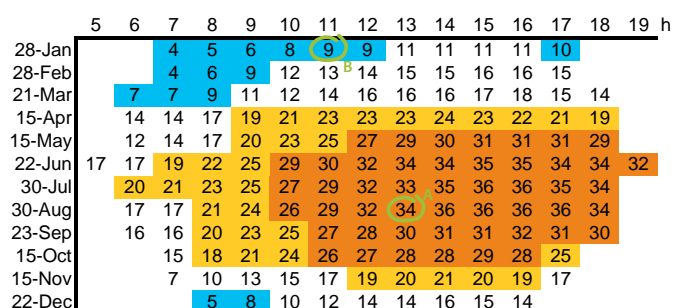 5 6 7 8 9 10 11 12 13 14 15 16 17 18 19 h
28-Jan 4 5 6 8 9 9 11 11 11 11 10
B
28-Feb 4 6 9 12 13 14 15 15 16 16 15
21-Mar 7 7 9 11 12 14 16 16 16 17 18 15 14
15-Apr 14 14 17 19 21 23 23 23 24 23 22 21 19
15-May 12 14 17 20 23 25 27 29 30 31 31 31 29
22-Jun 17 17 19 22 25 29 30 32 34 34 35 35 34 34 32
30-Jul 20 21 23 25 27 29 32 33 35 36 36 35 34
A
30-Aug 17 17 21 24 26 29 32 34 36 36 36 36 34
23-Sep 16 16 20 23 25 27 28 30 31 31 32 31 30
15-Oct 15 18 21 24 26 27 28 28 29 28 25
15-Nov 7 10 13 15 17 19 20 21 20 19 17
22-Dec 5 8 10 12 14 14 16 15 14